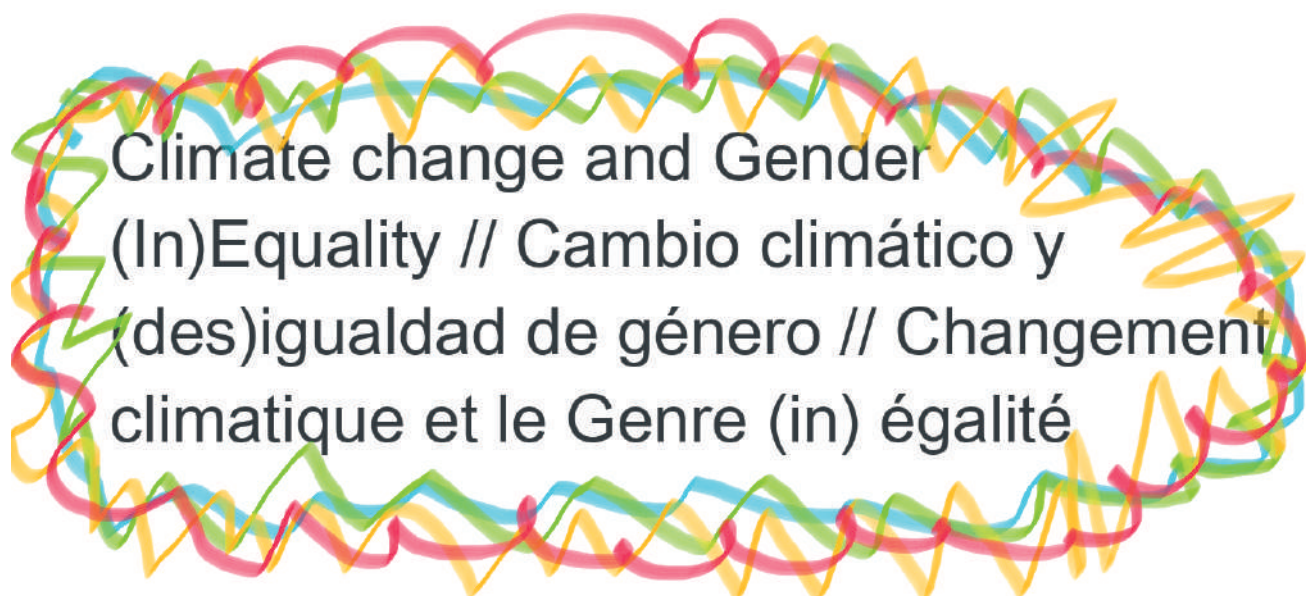 Climate change and Gender
(In)Equality // Cambio climático y
(des)igualdad de género // Changement
climatique et le Genre (in) égalité